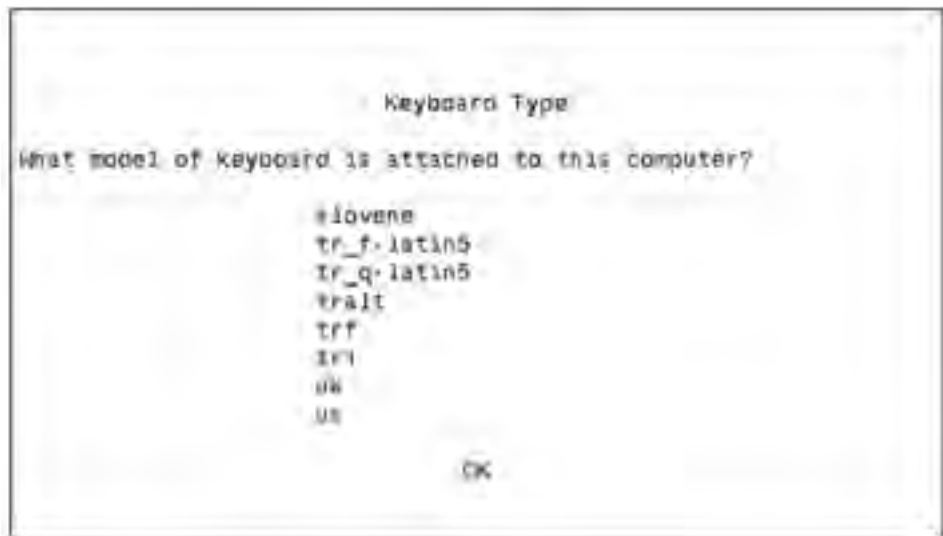 Keyboard Type
What model of keyboard is attached to this computer?
slovene
tr_f-latin5
tr_q-latin5
tralt
trf
trq
uk
us
OK